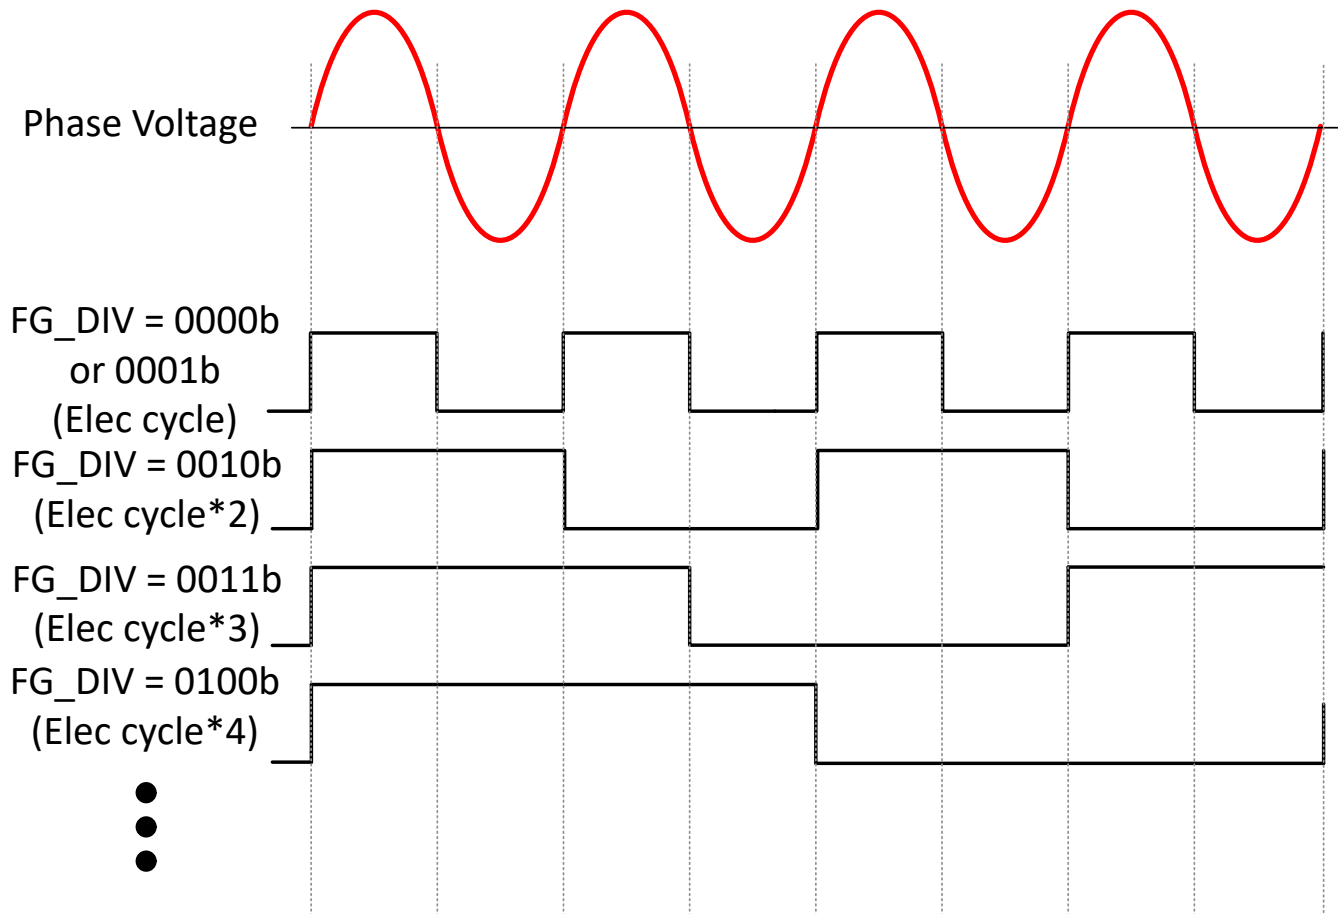 Phase Voltage
FG_DIV = 0000b
or 0001b
(Elec cycle)
FG_DIV = 0010b
(Elec cycle*2)
FG_DIV = 0011b
(Elec cycle*3)
FG_DIV = 0100b
(Elec cycle*4)